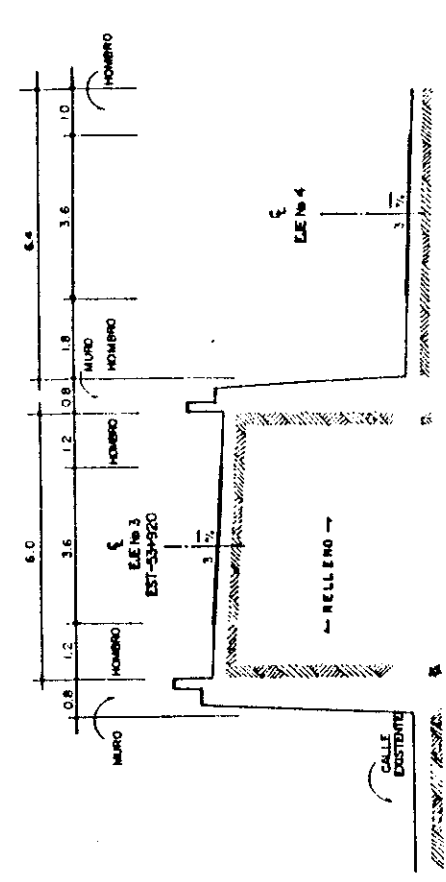 6.0
6.4
0.8
1.2
3.6
1.2
0.8
1.8
3.6
1.0
MURO
HOMBRO
HOMBRO
MURO
HOMBRO
HOMBRO
℄
EJE No 3
EST-53+920
3 %
℄
EJE No 4
3 %
← RELLENO →
CALLE
EXISTENTE